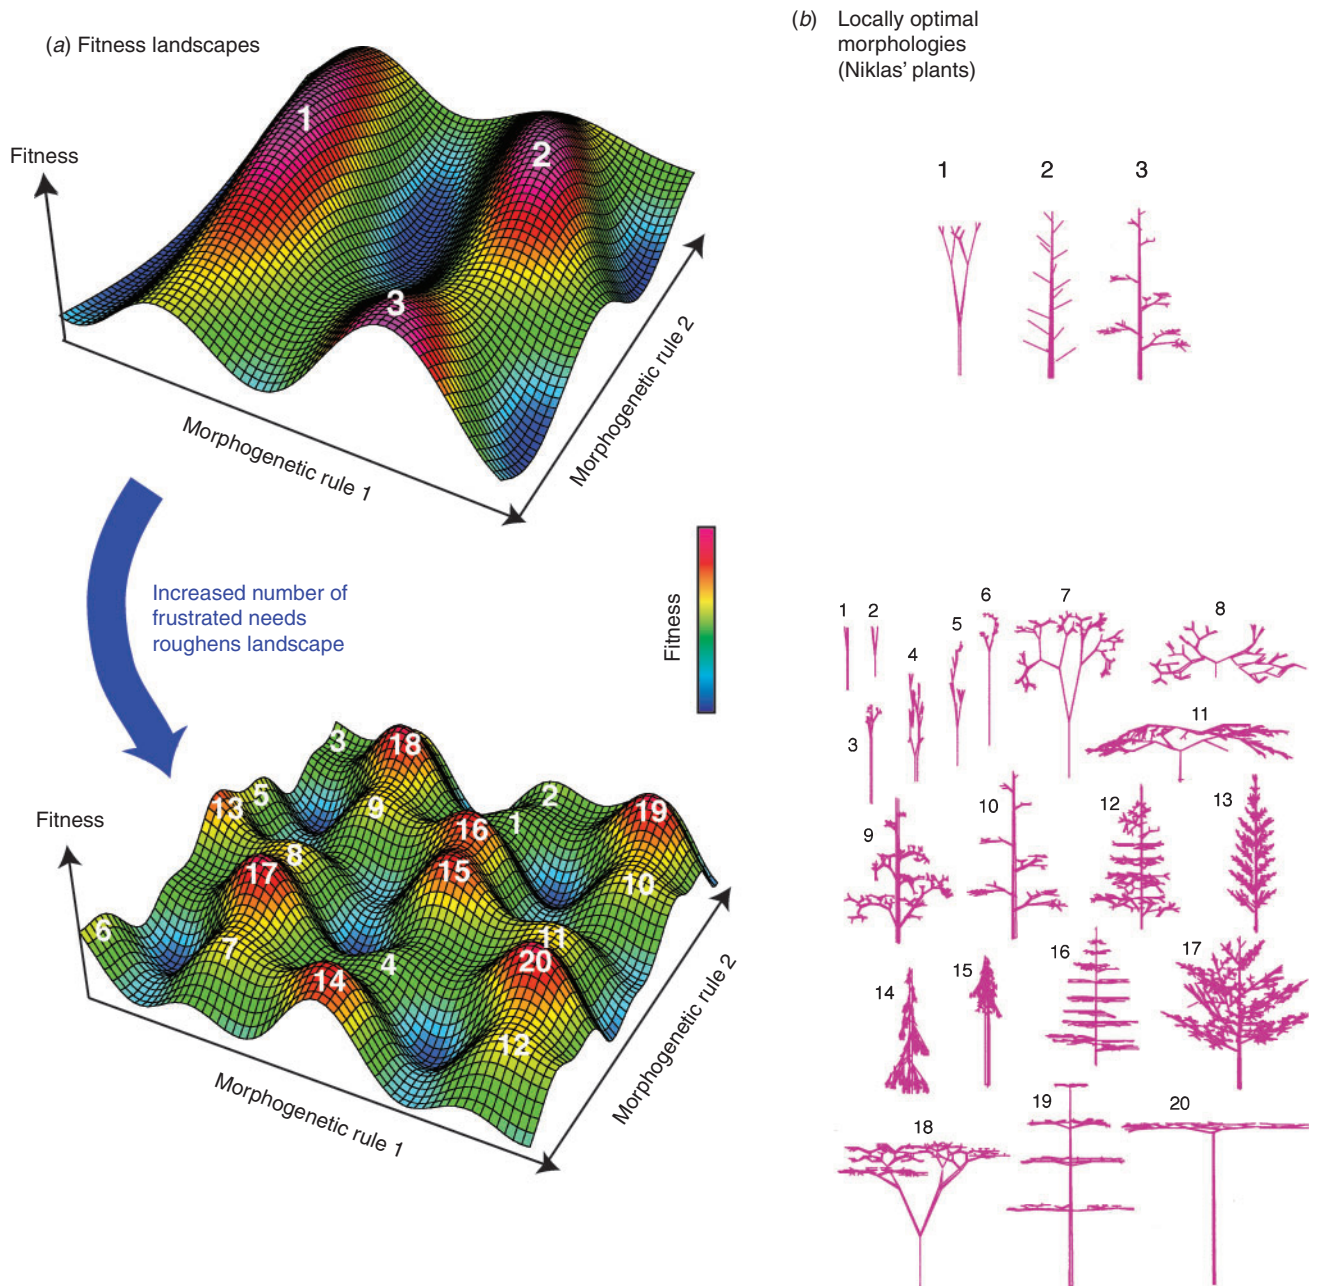 (a) Fitness landscapes
Fitness
1
2
3
Morphogenetic rule 1
Morphogenetic rule 2
Increased number of
frustrated needs
roughens landscape
Fitness
Fitness
3
18
5
13
9
2
19
1
16
8
17
15
10
6
7
11
4
20
14
12
Morphogenetic rule 1
Morphogenetic rule 2
(b) Locally optimal
morphologies
(Niklas’ plants)
1 2 3
1 2 6 7 8
5
4
3 11
9 10 12 13
14 15 16 17
18 19 20